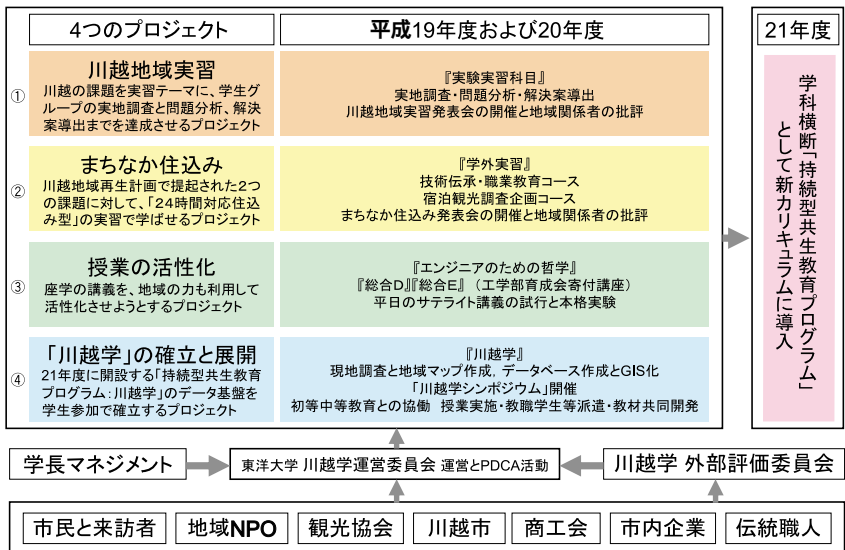 4つのプロジェクト
平成19年度および20年度
21年度
①
川越地域実習
川越の課題を実習テーマに、学生グ
ループの実地調査と問題分析、解決
案導出までを達成させるプロジェクト
『実験実習科目』
実地調査・問題分析・解決案導出
川越地域実習発表会の開催と地域関係者の批評
②
まちなか住込み
川越地域再生計画で提起された2つ
の課題に対して、「24時間対応住込
み型」の実習で学ばせるプロジェクト
『学外実習』
技術伝承・職業教育コース
宿泊観光調査企画コース
まちなか住込み発表会の開催と地域関係者の批評
③
授業の活性化
座学の講義を、地域の力も利用して
活性化させようとするプロジェクト
『エンジニアのための哲学』
『総合D』『総合E』（工学部育成会寄付講座）
平日のサテライト講義の試行と本格実験
④
「川越学」の確立と展開
21年度に開設する「持続型共生教育
プログラム：川越学」のデータ基盤を
学生参加で確立するプロジェクト
『川越学』
現地調査と地域マップ作成，データベース作成とGIS化
「川越学シンポジウム」開催
初等中等教育との協働 授業実施・教職学生等派遣・教材共同開発
学科横断「持続型共生教育プログラム」
として新カリキュラムに導入
学長マネジメント
東洋大学 川越学運営委員会 運営とPDCA活動
川越学 外部評価委員会
市民と来訪者
地域NPO
観光協会
川越市
商工会
市内企業
伝統職人